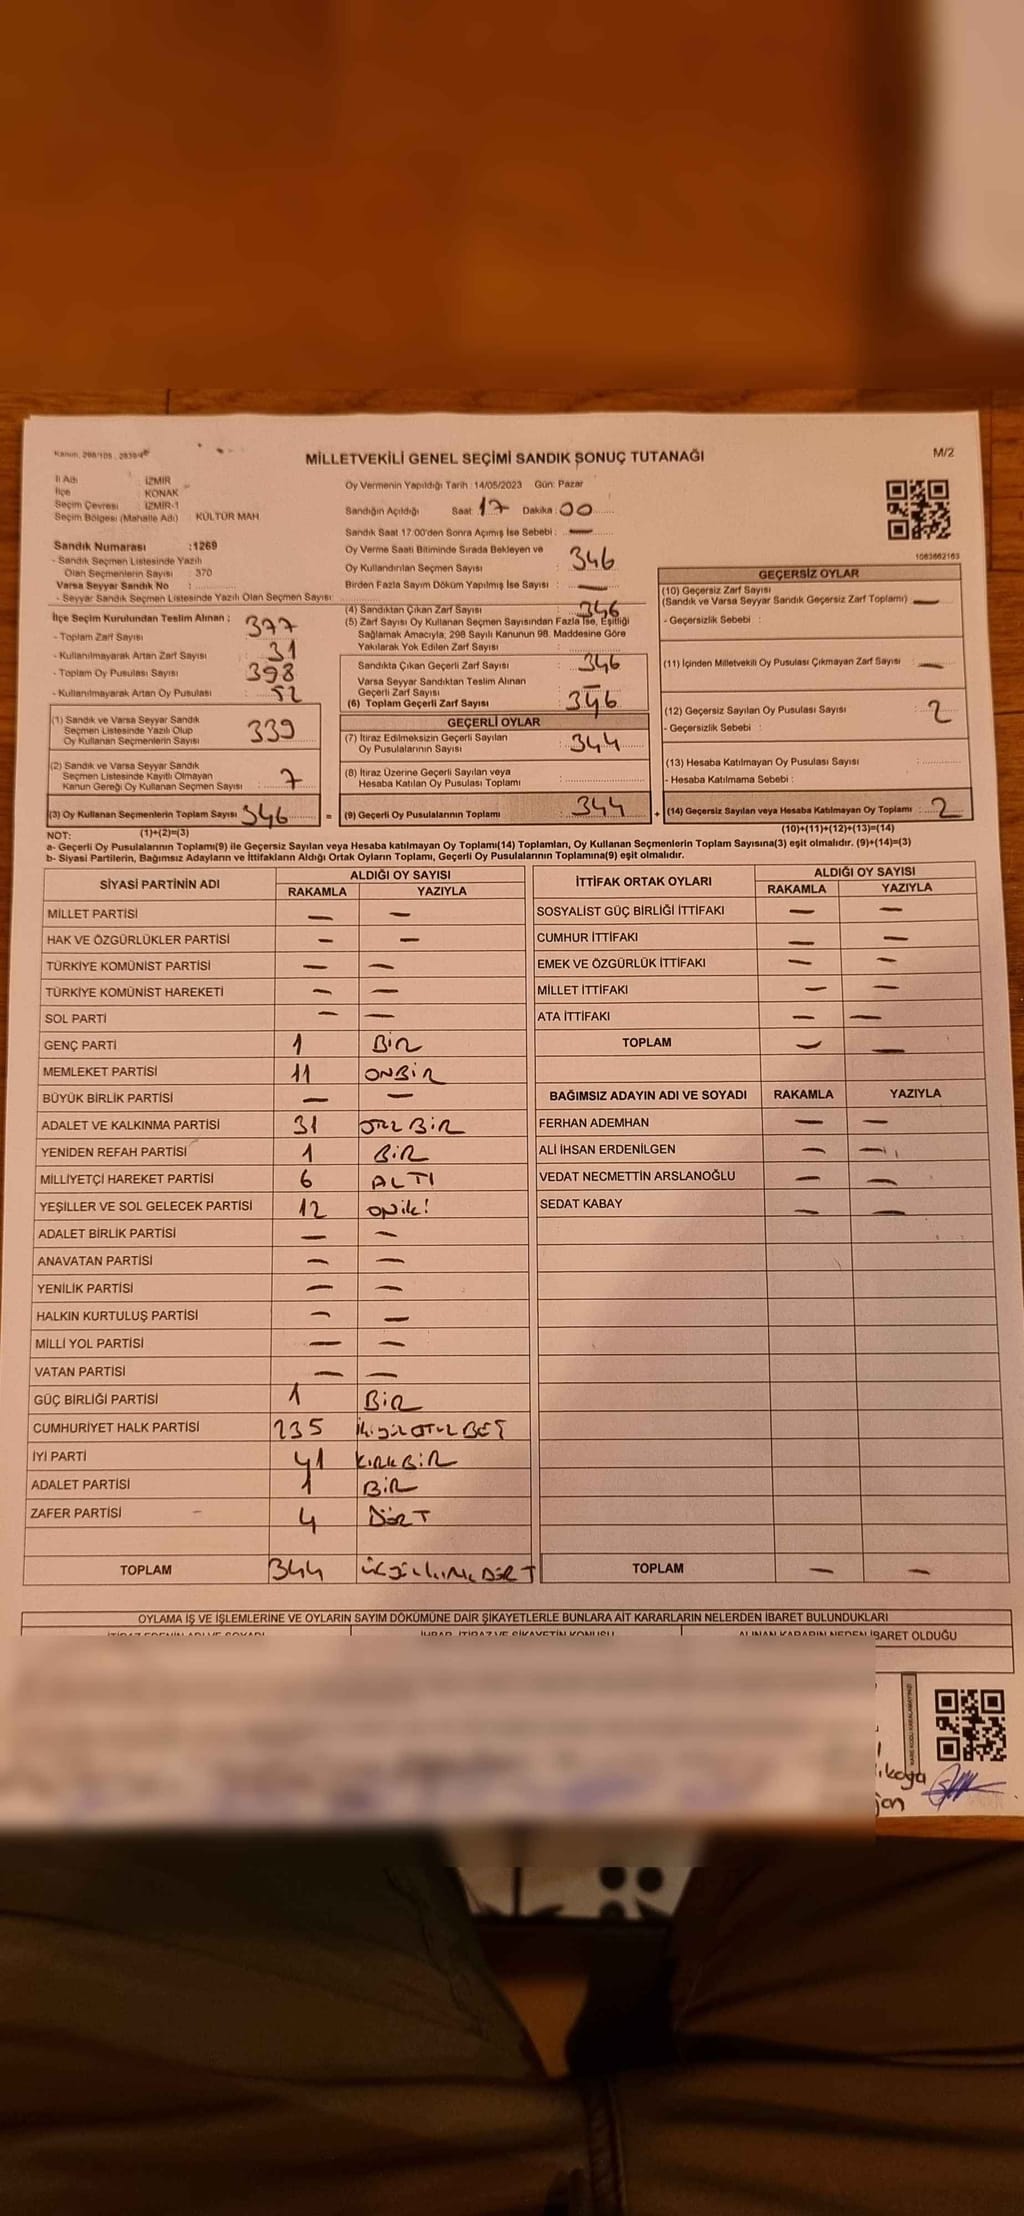 MİLLETVEKİLİ GENEL SEÇİMİ SANDIK SONUÇ TUTANAĞI
M/2
İl Adı : İZMİR
İlçe : KONAK
Seçim Çevresi : İZMİR-1
Seçim Bölgesi (Mahalle Adı) : KÜLTÜR MAH
Sandık Numarası :1269
- Sandık Seçmen Listesinde Yazılı
Olan Seçmenlerin Sayısı : 370
Varsa Seyyar Sandık No :
- Seyyar Sandık Seçmen Listesinde Yazılı Olan Seçmen Sayısı:
Oy Vermenin Yapıldığı Tarih : 14/05/2023 Gün: Pazar
Sandığın Açıldığı Saat: 17 Dakika : 00
Sandık Saat 17:00'den Sonra Açımış İse Sebebi : —
Oy Verme Saati Bitiminde Sırada Bekleyen ve
Oy Kullandırılan Seçmen Sayısı : 346
Birden Fazla Sayım Döküm Yapılmış İse Sayısı : —
1083662163
İlçe Seçim Kurulundan Teslim Alınan ;
- Toplam Zarf Sayısı : 377
- Kullanılmayarak Artan Zarf Sayısı : 31
- Toplam Oy Pusulası Sayısı : 398
- Kullanılmayarak Artan Oy Pusulası : 52
(1) Sandık ve Varsa Seyyar Sandık
Seçmen Listesinde Yazılı Olup
Oy Kullanan Seçmenlerin Sayısı : 339
(2) Sandık ve Varsa Seyyar Sandık
Seçmen Listesinde Kayıtlı Olmayan
Kanun Gereği Oy Kullanan Seçmen Sayısı : 7
(3) Oy Kullanan Seçmenlerin Toplam Sayısı : 346
(4) Sandıktan Çıkan Zarf Sayısı : 346
(5) Zarf Sayısı Oy Kullanan Seçmen Sayısından Fazla İse, Eşitliği
Sağlamak Amacıyla; 298 Sayılı Kanunun 98. Maddesine Göre
Yakılarak Yok Edilen Zarf Sayısı :
Sandıkta Çıkan Geçerli Zarf Sayısı : 346
Varsa Seyyar Sandıktan Teslim Alınan
Geçerli Zarf Sayısı : —
(6) Toplam Geçerli Zarf Sayısı : 346
GEÇERLİ OYLAR
(7) İtiraz Edilmeksizin Geçerli Sayılan
Oy Pusulalarının Sayısı : 344
(8) İtiraz Üzerine Geçerli Sayılan veya
Hesaba Katılan Oy Pusulası Toplamı :
= (9) Geçerli Oy Pusulalarının Toplamı : 344
GEÇERSİZ OYLAR
(10) Geçersiz Zarf Sayısı
(Sandık ve Varsa Seyyar Sandık Geçersiz Zarf Toplamı) : —
- Geçersizlik Sebebi :
(11) İçinden Milletvekili Oy Pusulası Çıkmayan Zarf Sayısı : —
(12) Geçersiz Sayılan Oy Pusulası Sayısı : 2
- Geçersizlik Sebebi :
(13) Hesaba Katılmayan Oy Pusulası Sayısı :
- Hesaba Katılmama Sebebi :
+ (14) Geçersiz Sayılan veya Hesaba Katılmayan Oy Toplamı : 2
NOT: (1)+(2)=(3)
(10)+(11)+(12)+(13)=(14)
a- Geçerli Oy Pusulalarının Toplamı(9) ile Geçersiz Sayılan veya Hesaba katılmayan Oy Toplamı(14) Toplamları, Oy Kullanan Seçmenlerin Toplam Sayısına(3) eşit olmalıdır. (9)+(14)=(3)
b- Siyasi Partilerin, Bağımsız Adayların ve İttifakların Aldığı Ortak Oyların Toplamı, Geçerli Oy Pusulalarının Toplamına(9) eşit olmalıdır.
SİYASİ PARTİNİN ADI ALDIĞI OY SAYISI
RAKAMLA YAZIYLA
MİLLET PARTİSİ — —
HAK VE ÖZGÜRLÜKLER PARTİSİ — —
TÜRKİYE KOMÜNİST PARTİSİ — —
TÜRKİYE KOMÜNİST HAREKETİ — —
SOL PARTİ — —
GENÇ PARTİ 1 BİR
MEMLEKET PARTİSİ 11 ONBİR
BÜYÜK BİRLİK PARTİSİ — —
ADALET VE KALKINMA PARTİSİ 31 OTUZ BİR
YENİDEN REFAH PARTİSİ 1 BİR
MİLLİYETÇİ HAREKET PARTİSİ 6 ALTI
YEŞİLLER VE SOL GELECEK PARTİSİ 12 ONİKİ
ADALET BİRLİK PARTİSİ — —
ANAVATAN PARTİSİ — —
YENİLİK PARTİSİ — —
HALKIN KURTULUŞ PARTİSİ — —
MİLLİ YOL PARTİSİ — —
VATAN PARTİSİ — —
GÜÇ BİRLİĞİ PARTİSİ 1 BİR
CUMHURİYET HALK PARTİSİ 235 İKİYÜZ OTUZ BEŞ
İYİ PARTİ 41 KIRK BİR
ADALET PARTİSİ 1 BİR
ZAFER PARTİSİ 4 DÖRT
TOPLAM 344 ÜÇYÜZ KIRK DÖRT
İTTİFAK ORTAK OYLARI ALDIĞI OY SAYISI
RAKAMLA YAZIYLA
SOSYALİST GÜÇ BİRLİĞİ İTTİFAKI — —
CUMHUR İTTİFAKI — —
EMEK VE ÖZGÜRLÜK İTTİFAKI — —
MİLLET İTTİFAKI — —
ATA İTTİFAKI — —
TOPLAM — —
BAĞIMSIZ ADAYIN ADI VE SOYADI RAKAMLA YAZIYLA
FERHAN ADEMHAN — —
ALİ İHSAN ERDENİLGEN — —
VEDAT NECMETTİN ARSLANOĞLU — —
SEDAT KABAY — —
TOPLAM — —
OYLAMA İŞ VE İŞLEMLERİNE VE OYLARIN SAYIM DÖKÜMÜNE DAİR ŞİKAYETLERLE BUNLARA AİT KARARLARIN NELERDEN İBARET BULUNDUKLARI
İTİRAZ EDENİN ADI VE SOYADI İHBAR, İTİRAZ VE ŞİKAYETİN KONUSU ALINAN KARARIN NEDEN İBARET OLDUĞU